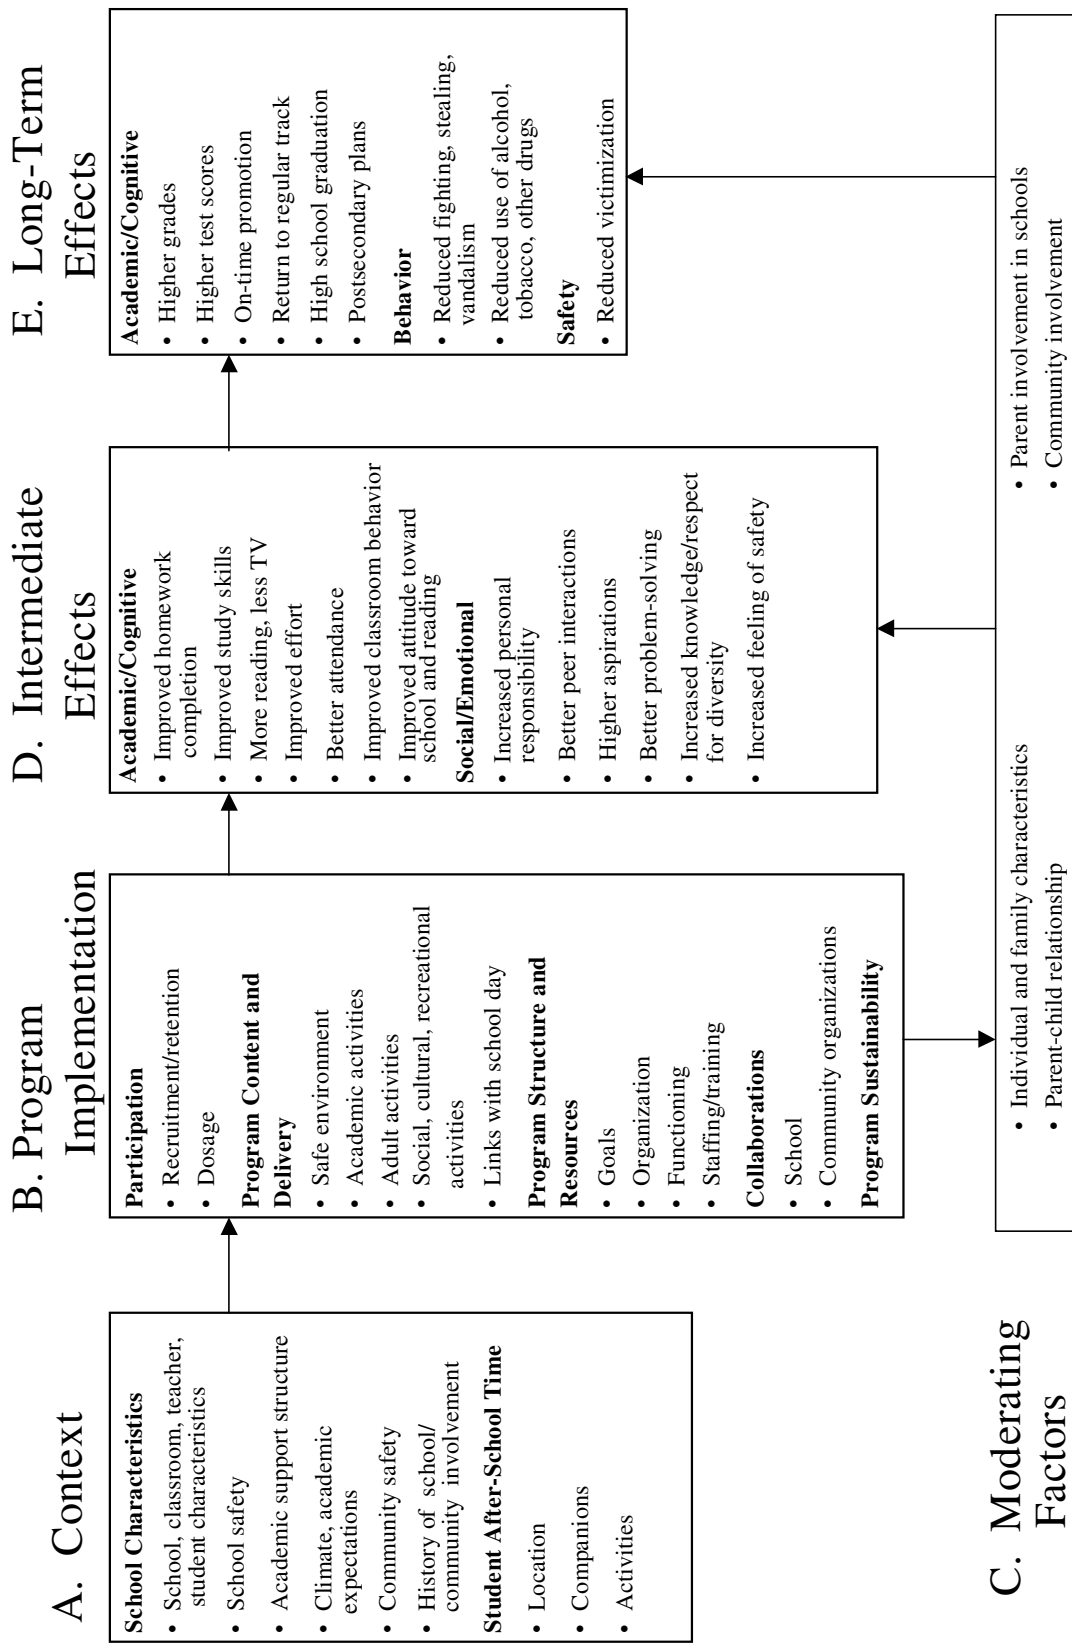 A. Context
School Characteristics
• School, classroom, teacher,
student characteristics
• School safety
• Academic support structure
• Climate, academic
expectations
• Community safety
• History of school/
community involvement
Student After-School Time
• Location
• Companions
• Activities
B. Program
Implementation
Participation
• Recruitment/retention
• Dosage
Program Content and
Delivery
• Safe environment
• Academic activities
• Adult activities
• Social, cultural, recreational
activities
• Links with school day
Program Structure and
Resources
• Goals
• Organization
• Functioning
• Staffing/training
Collaborations
• School
• Community organizations
Program Sustainability
D. Intermediate
Effects
Academic/Cognitive
• Improved homework
completion
• Improved study skills
• More reading, less TV
• Improved effort
• Better attendance
• Improved classroom behavior
• Improved attitude toward
school and reading
Social/Emotional
• Increased personal
responsibility
• Better peer interactions
• Higher aspirations
• Better problem-solving
• Increased knowledge/respect
for diversity
• Increased feeling of safety
E. Long-Term
Effects
Academic/Cognitive
• Higher grades
• Higher test scores
• On-time promotion
• Return to regular track
• High school graduation
• Postsecondary plans
Behavior
• Reduced fighting, stealing,
vandalism
• Reduced use of alcohol,
tobacco, other drugs
Safety
• Reduced victimization
C. Moderating
Factors
• Individual and family characteristics
• Parent-child relationship
• Parent involvement in schools
• Community involvement